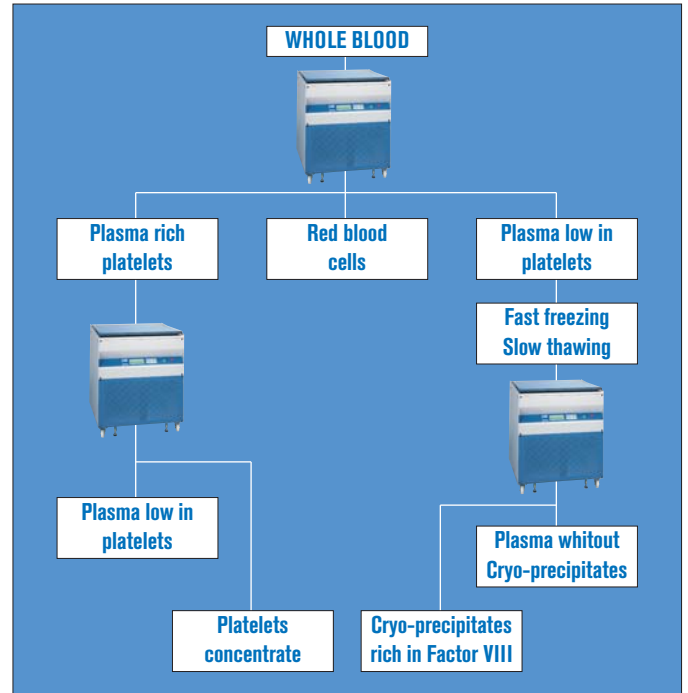 WHOLE BLOOD
Plasma rich
platelets
Red blood
cells
Plasma low in
platelets
Fast freezing
Slow thawing
Plasma low in
platelets
Plasma whitout
Cryo-precipitates
Platelets
concentrate
Cryo-precipitates
rich in Factor VIII